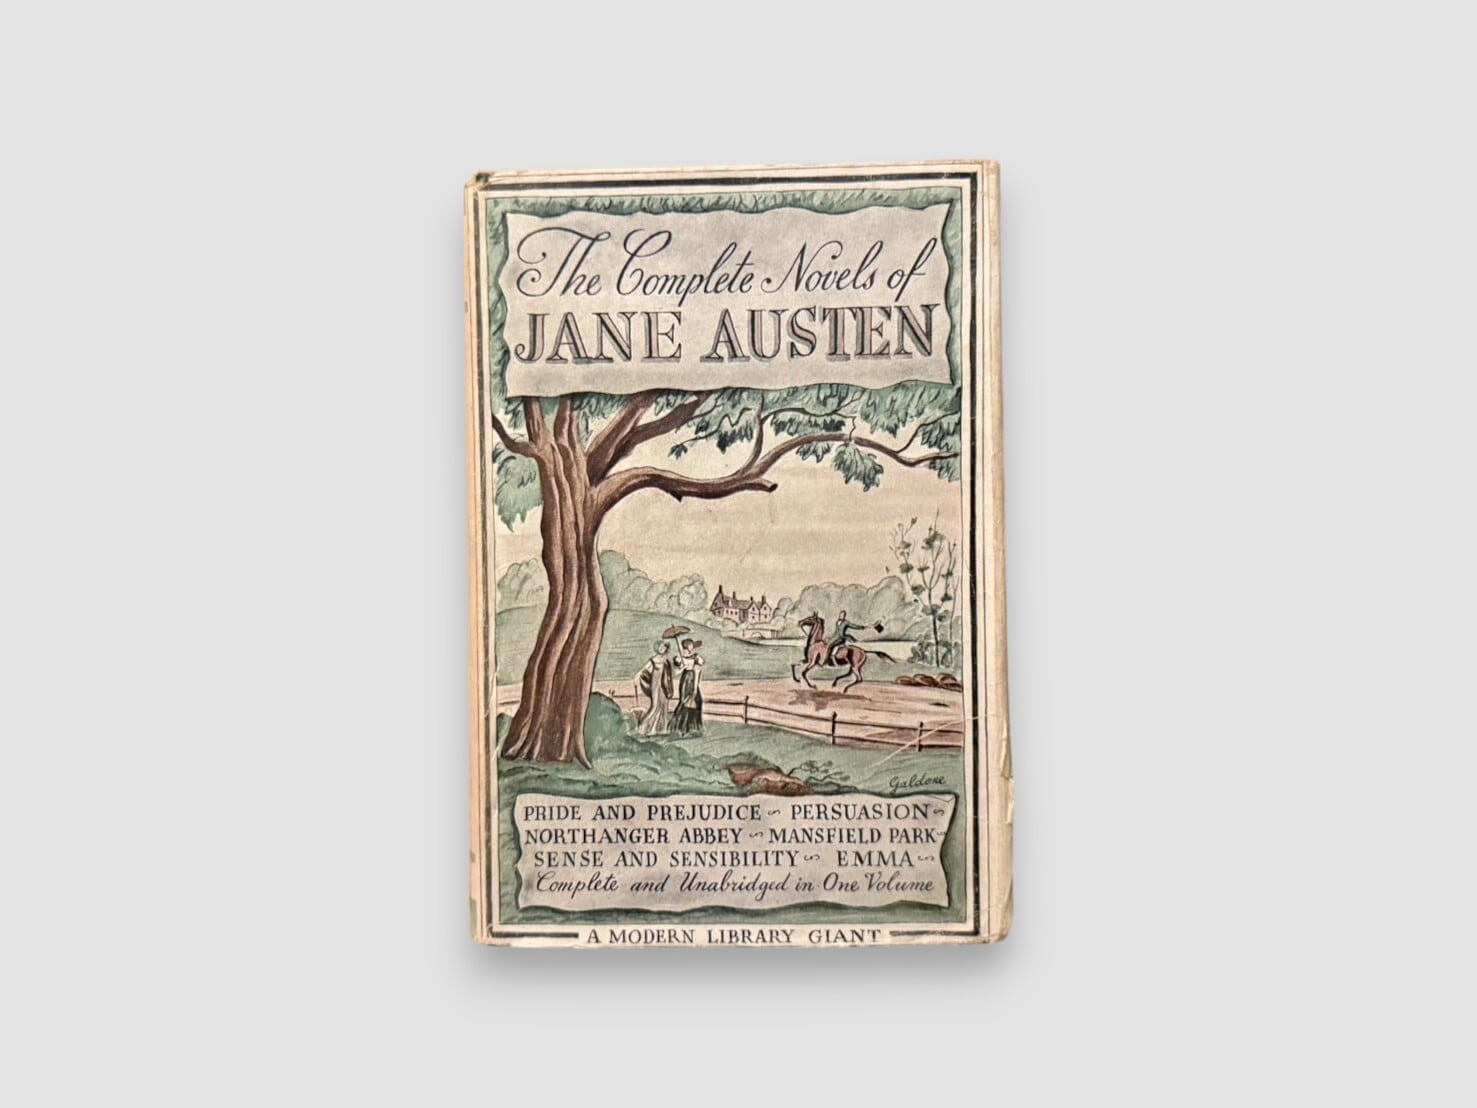 The Complete Novels of
JANE AUSTEN
Galdone
PRIDE AND PREJUDICE ~ PERSUASION ~
NORTHANGER ABBEY ~ MANSFIELD PARK ~
SENSE AND SENSIBILITY ~ EMMA ~
Complete and Unabridged in One Volume
A MODERN LIBRARY GIANT